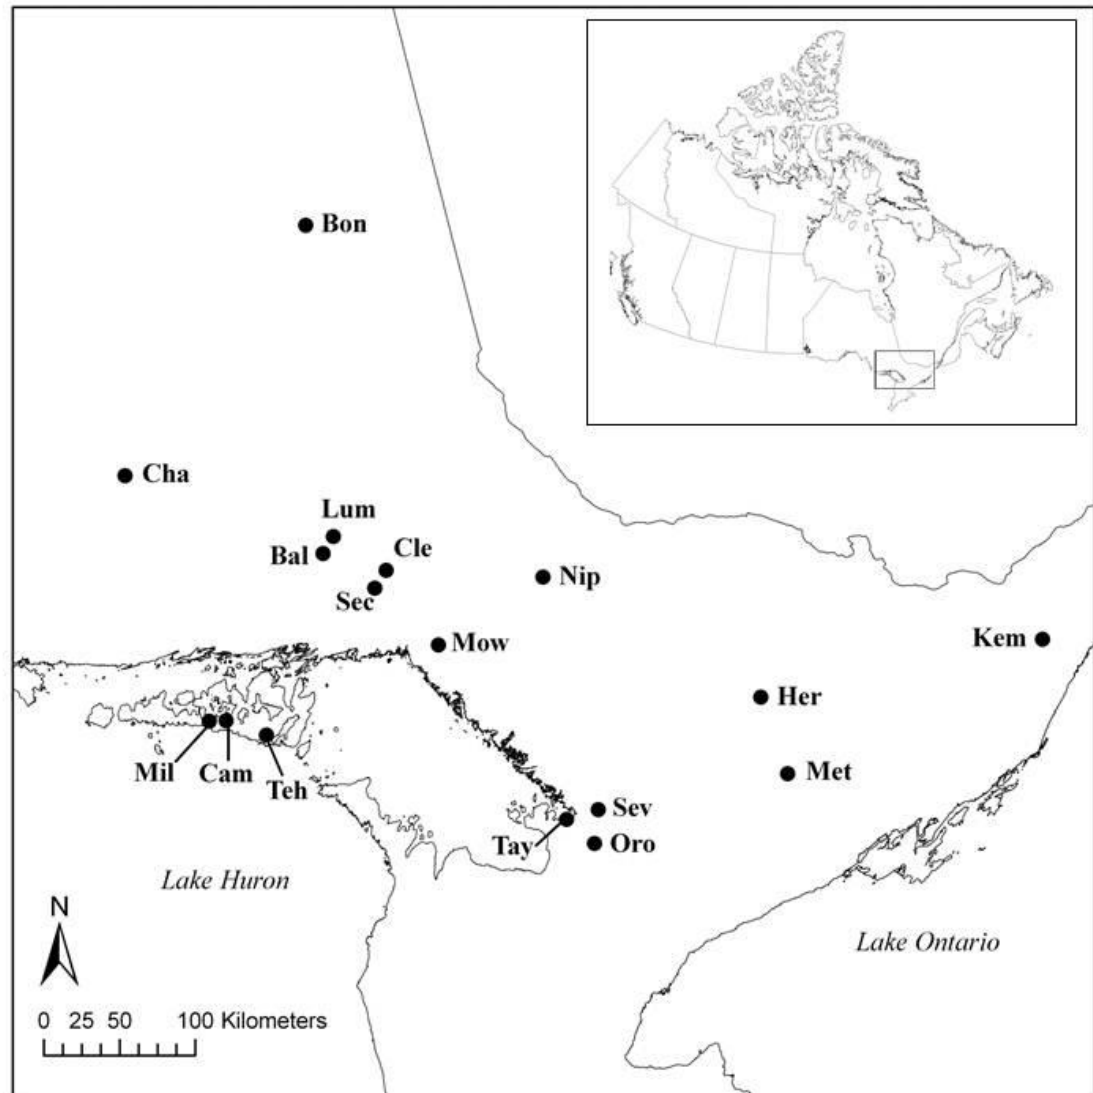 Bon
Cha
Lum
Bal
Cle
Sec
Nip
Mow
Kem
Her
Mil
Cam
Teh
Met
Sev
Tay
Oro
Lake Huron
N
Lake Ontario
0 25 50 100 Kilometers